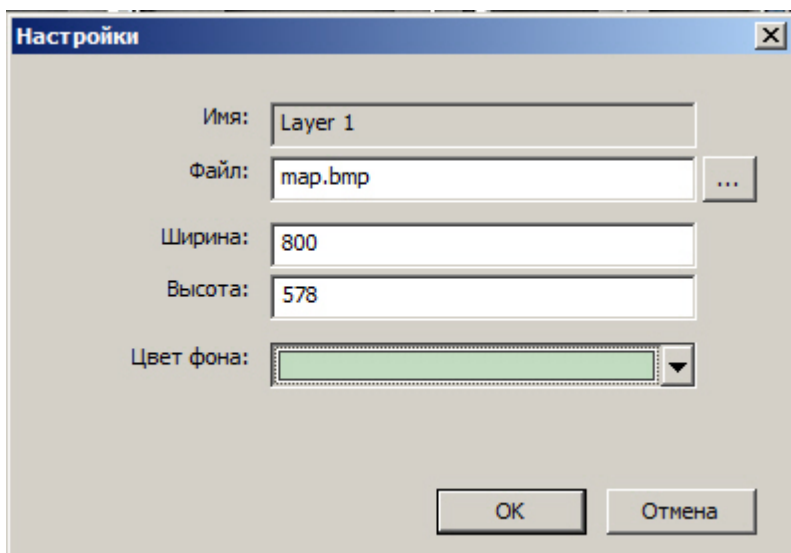 Настройки
Имя: Layer 1
Файл: map.bmp ...
Ширина: 800
Высота: 578
Цвет фона:
OK Отмена